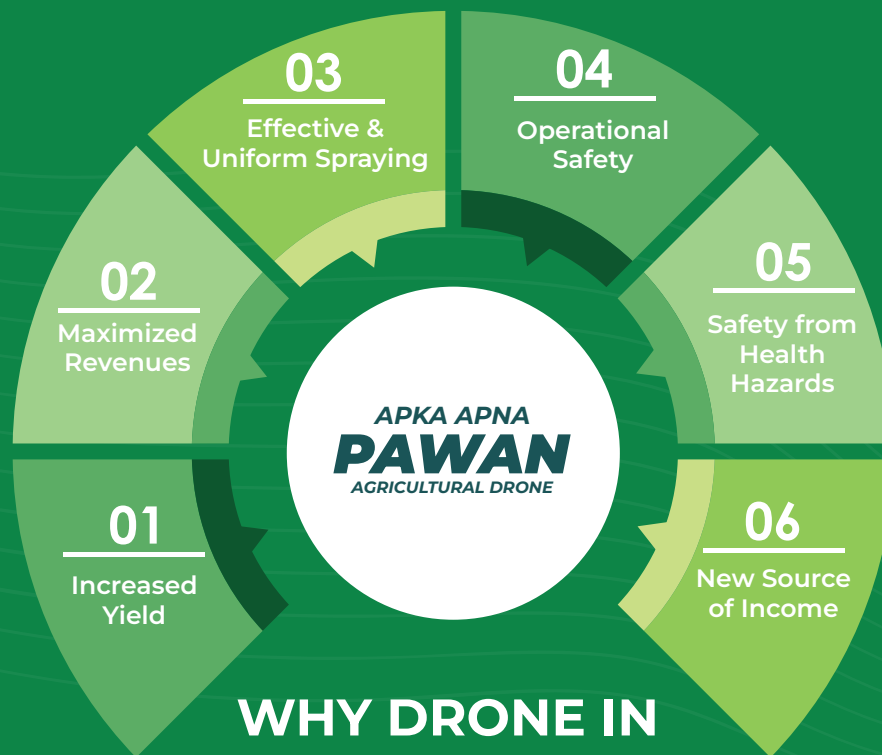 01
Increased
Yield
02
Maximized
Revenues
03
Effective &
Uniform Spraying
04
Operational
Safety
05
Safety from
Health
Hazards
06
New Source
of Income
APKA APNA
PAWAN
AGRICULTURAL DRONE
WHY DRONE IN